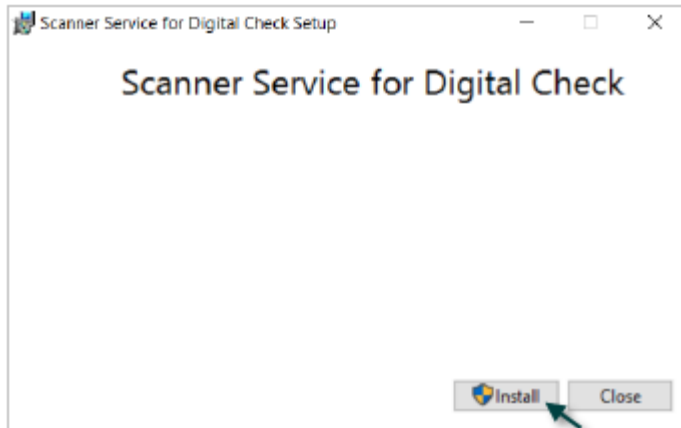 Scanner Service for Digital Check Setup
Scanner Service for Digital Check
Install Close